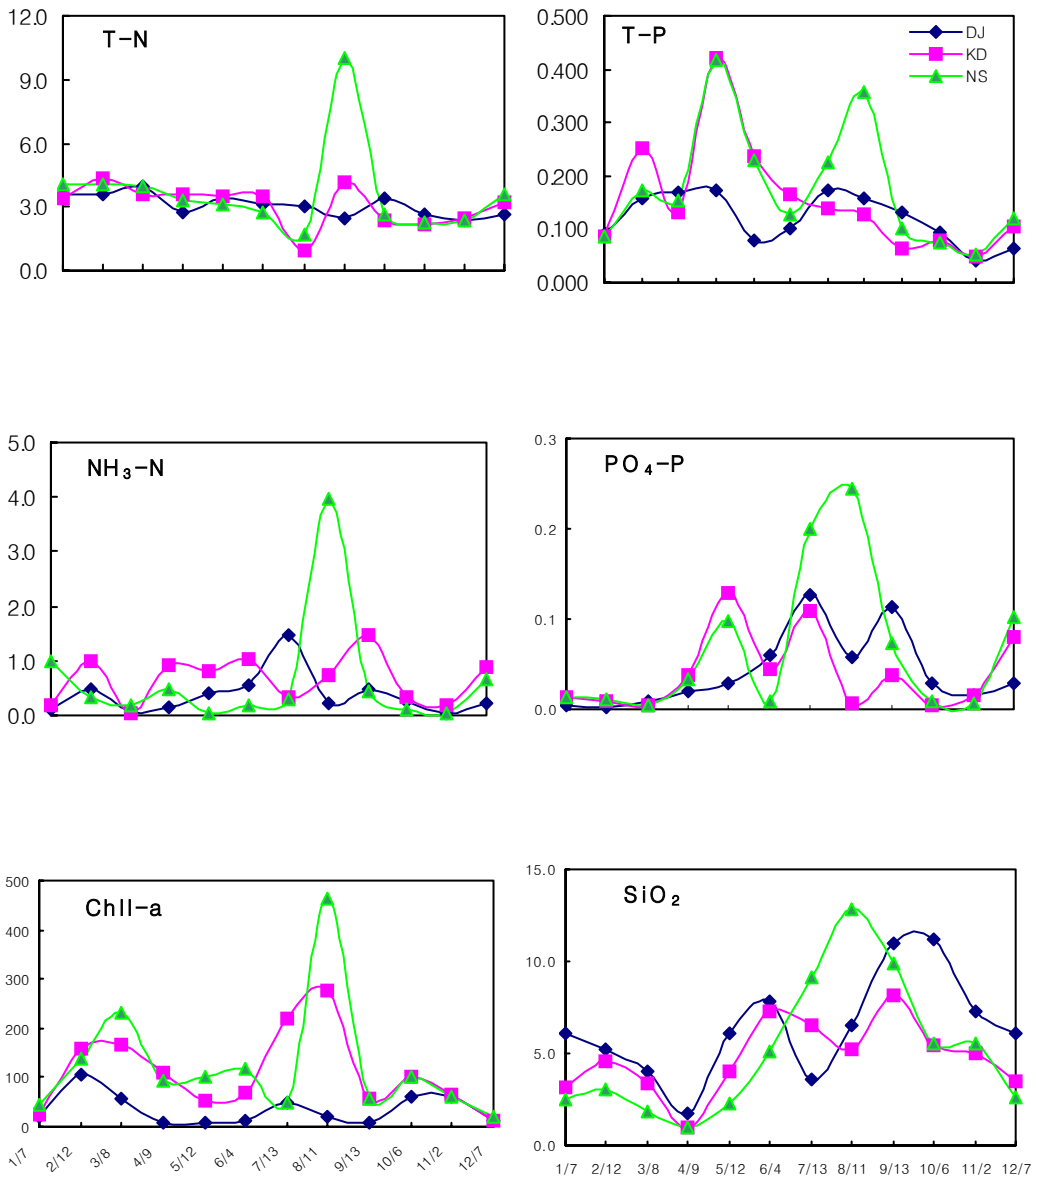 T-N
12.0
9.0
6.0
3.0
0.0
T-P
DJ
KD
NS
0.500
0.400
0.300
0.200
0.100
0.000
NH₃-N
5.0
4.0
3.0
2.0
1.0
0.0
PO₄-P
0.3
0.2
0.1
0.0
Chll-a
500
400
300
200
100
0
1/7 2/12 3/8 4/9 5/12 6/4 7/13 8/11 9/13 10/6 11/2 12/7
SiO₂
15.0
10.0
5.0
0.0
1/7 2/12 3/8 4/9 5/12 6/4 7/13 8/11 9/13 10/6 11/2 12/7